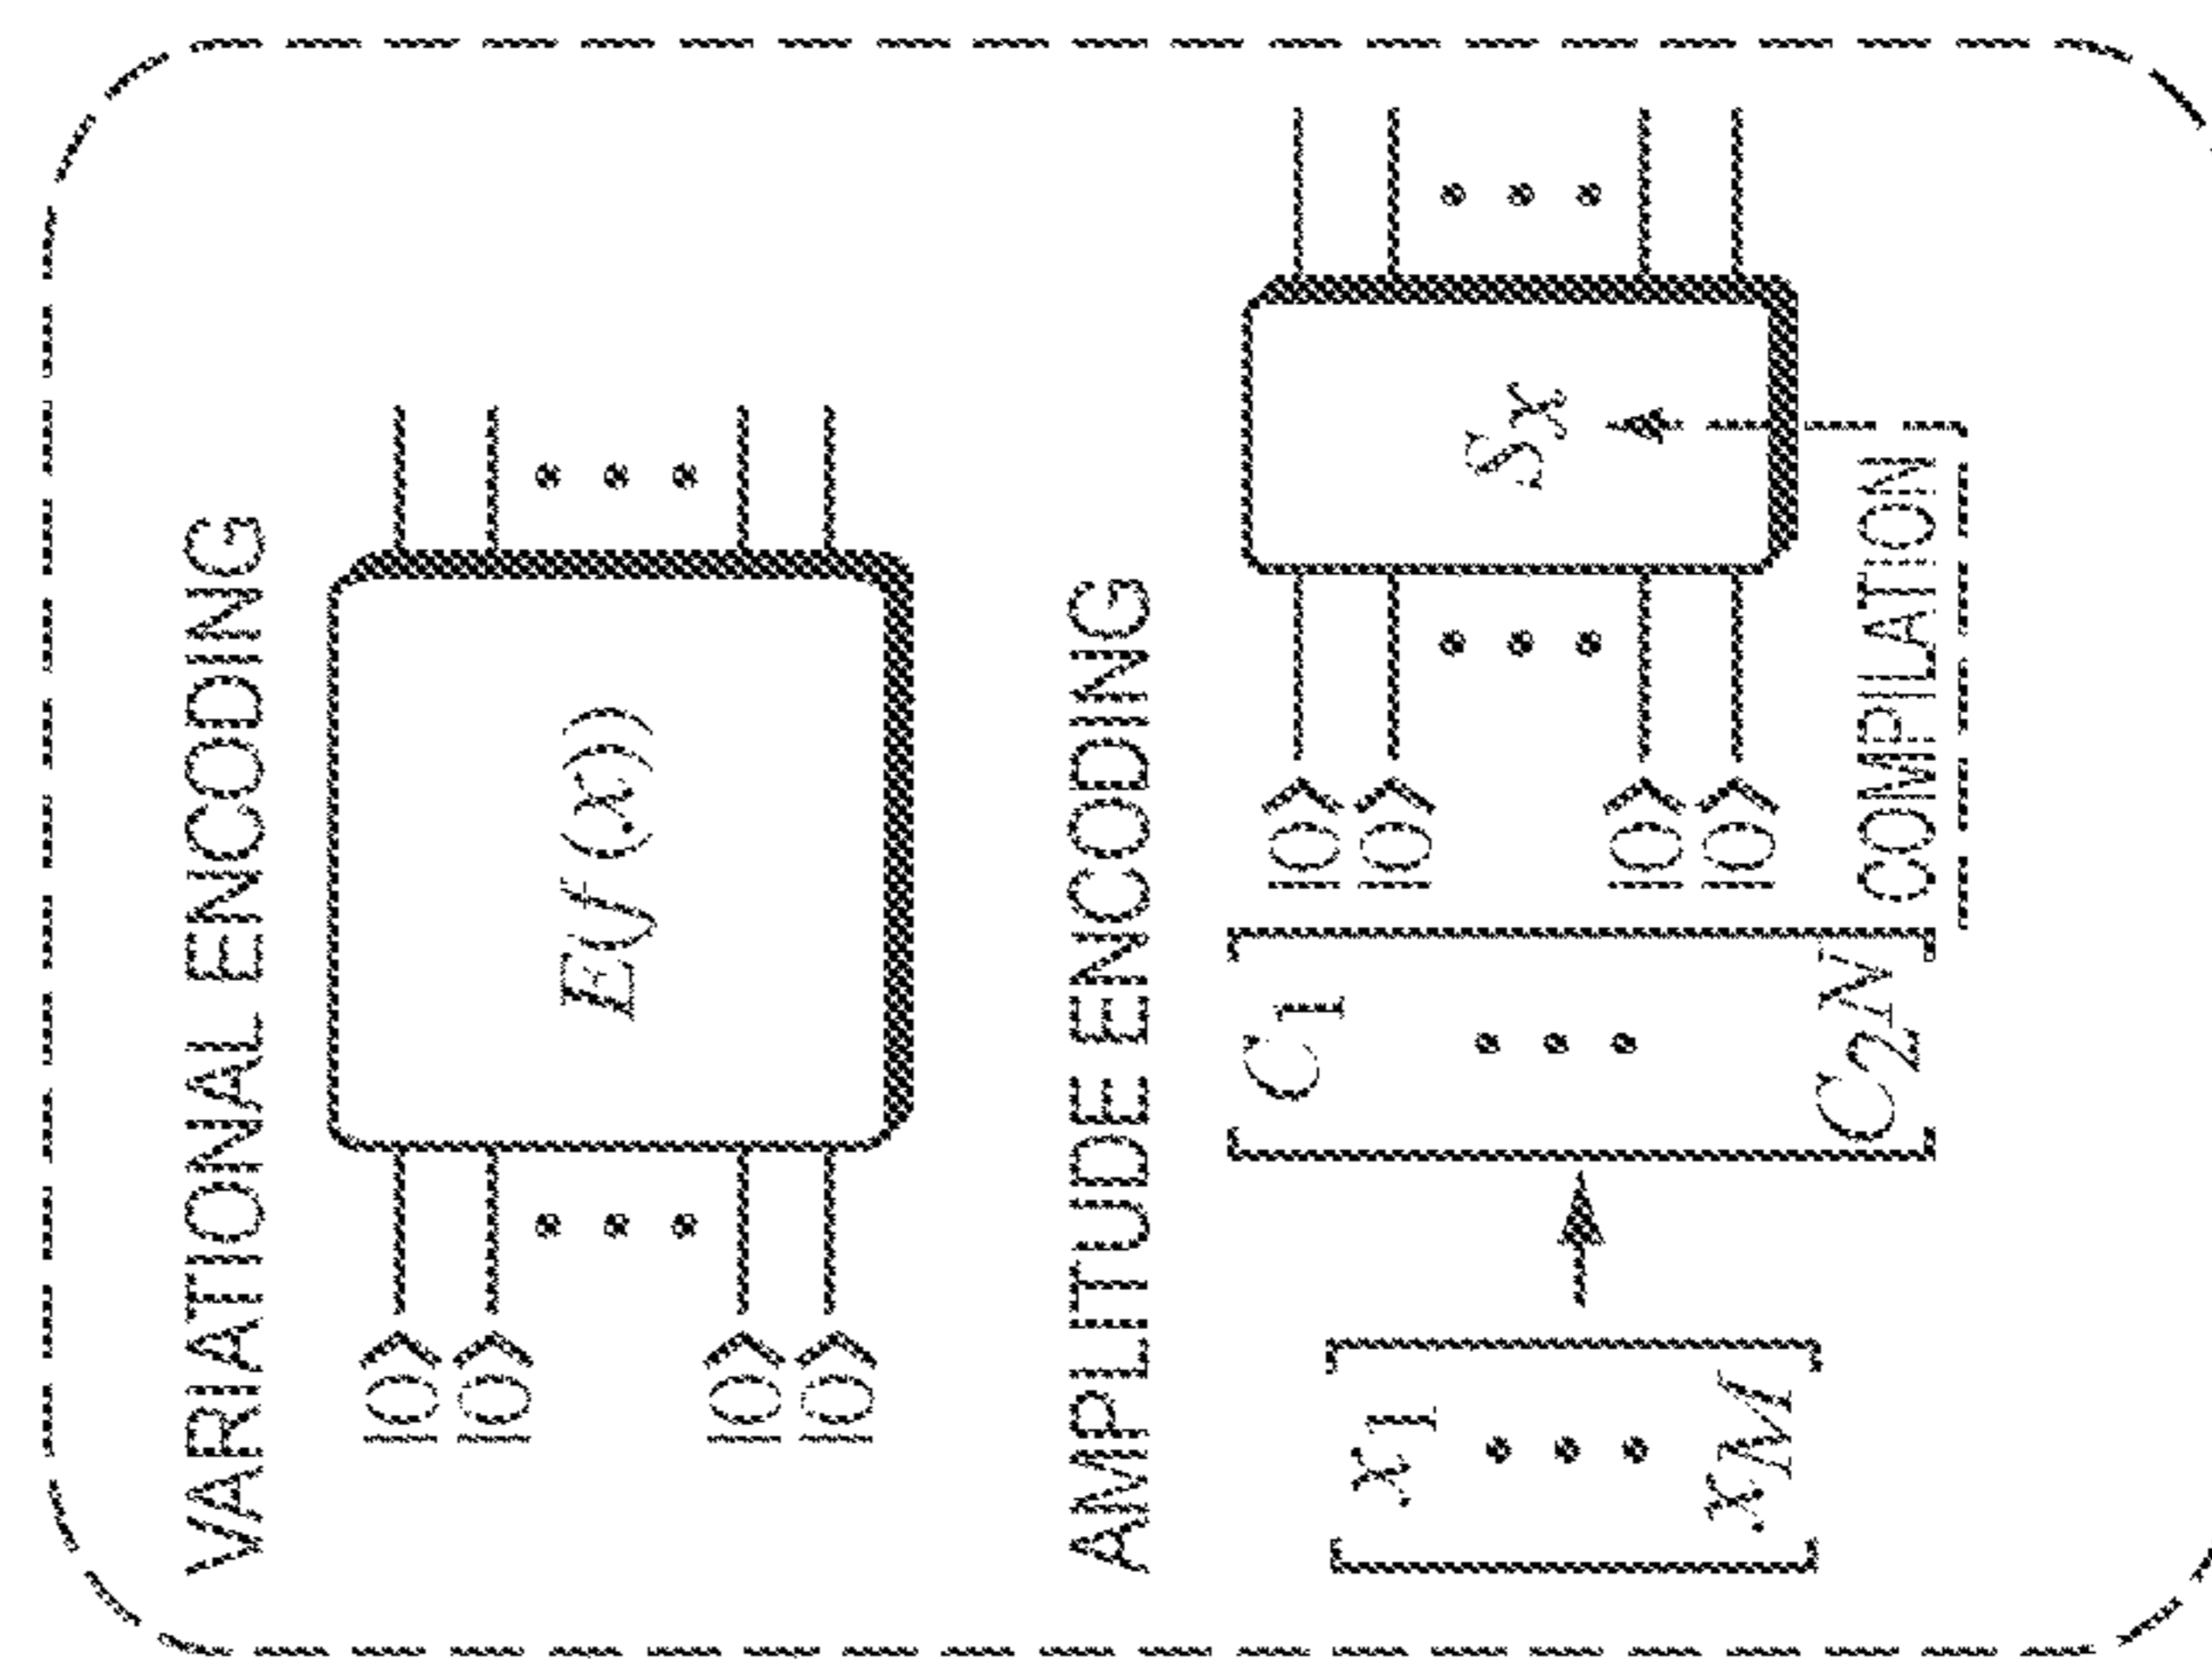 VARIATIONAL ENCODING
|0>
|0>
E(f(x))
|0>
|0>
AMPLITUDE ENCODING
x1
xM
C1
C2N
|0>
|0>
|0>
|0>
Sx
COMPILATION